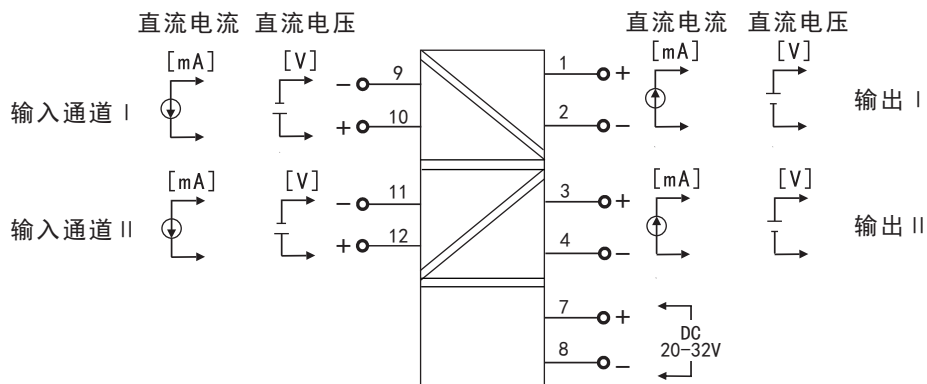 直流电流 直流电压 直流电流 直流电压
[mA] [V] 9 1 + [mA] [V]
−
输入通道 I 10 2 输出 I
+ −
[mA] [V] 11 3 + [mA] [V]
−
输入通道 II 12 4 输出 II
+ −
7 +
DC
8 20-32V
−